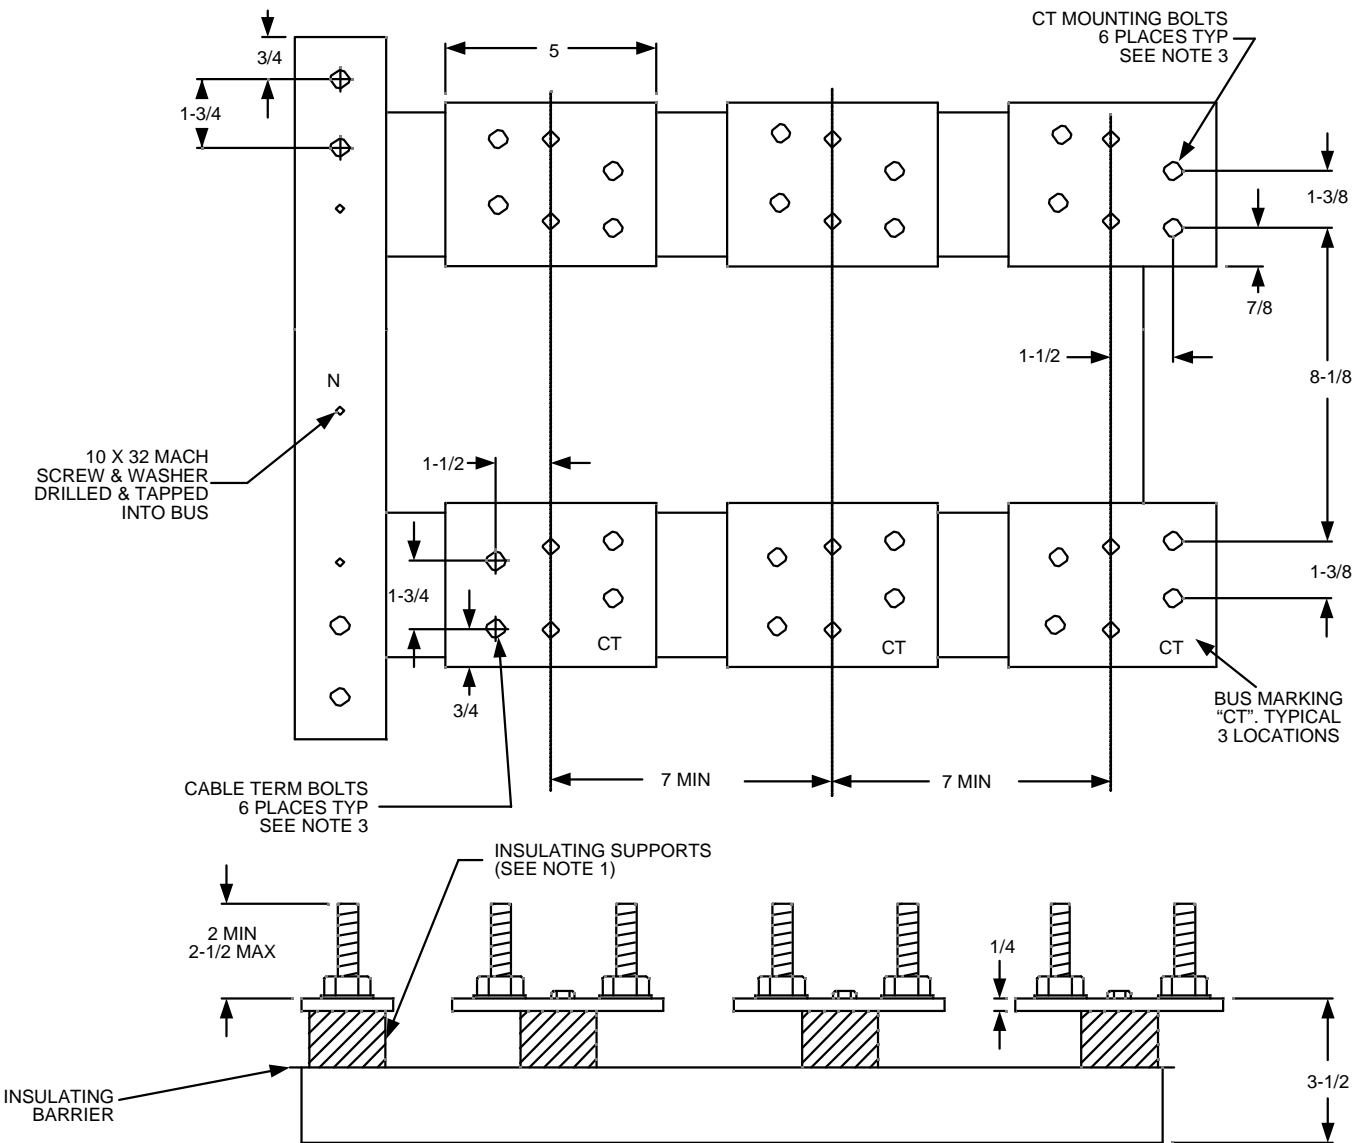 CT MOUNTING BOLTS
6 PLACES TYP
SEE NOTE 3
3/4
5
1-3/4
1-3/8
7/8
1-1/2
8-1/8
N
10 X 32 MACH
SCREW & WASHER
DRILLED & TAPPED
INTO BUS
1-1/2
1-3/4
1-3/8
CT
CT
CT
3/4
BUS MARKING
“CT”. TYPICAL
3 LOCATIONS
7 MIN
7 MIN
CABLE TERM BOLTS
6 PLACES TYP
SEE NOTE 3
INSULATING SUPPORTS
(SEE NOTE 1)
2 MIN
2-1/2 MAX
1/4
3-1/2
INSULATING
BARRIER